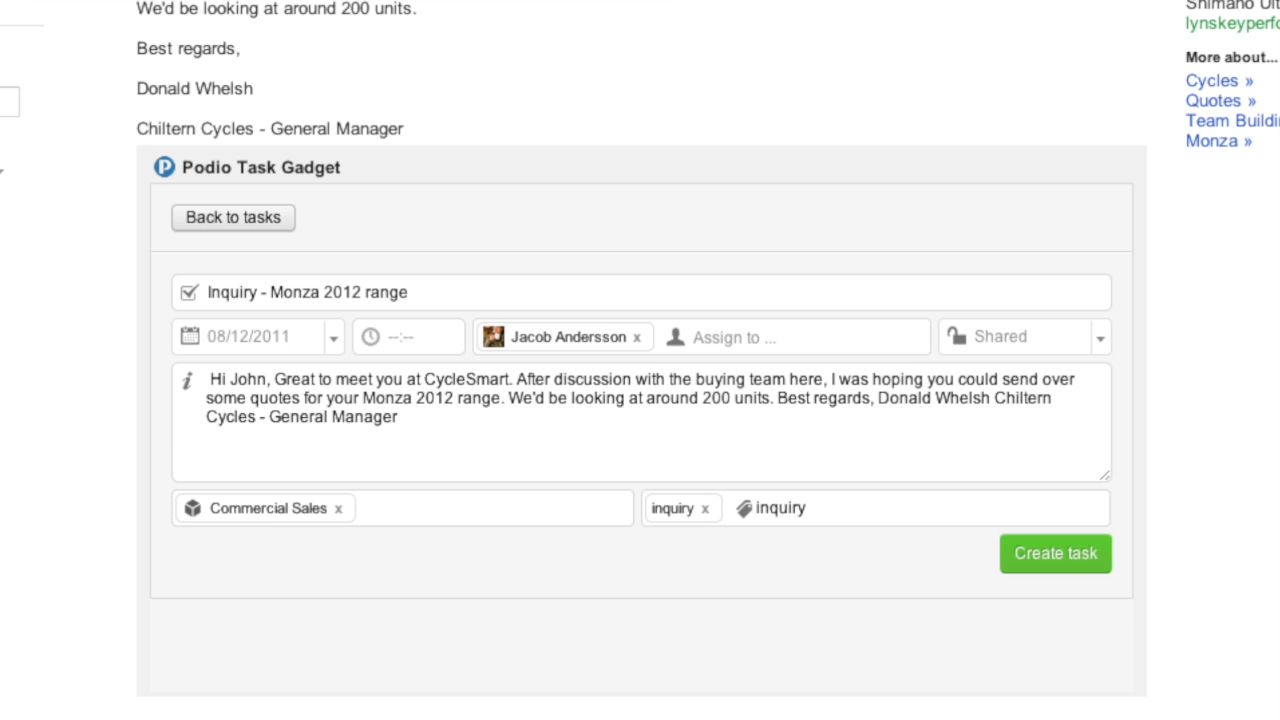 We'd be looking at around 200 units.
Best regards,
Donald Whelsh
Chiltern Cycles - General Manager
Podio Task Gadget
Back to tasks
Inquiry - Monza 2012 range
08/12/2011
--:--
Jacob Andersson x
Assign to ...
Shared
Hi John, Great to meet you at CycleSmart. After discussion with the buying team here, I was hoping you could send over
some quotes for your Monza 2012 range. We'd be looking at around 200 units. Best regards, Donald Whelsh Chiltern
Cycles - General Manager
Commercial Sales x
inquiry x
inquiry
Create task
Shimano
More about...
Cycles »
Quotes »
Team
Monza »